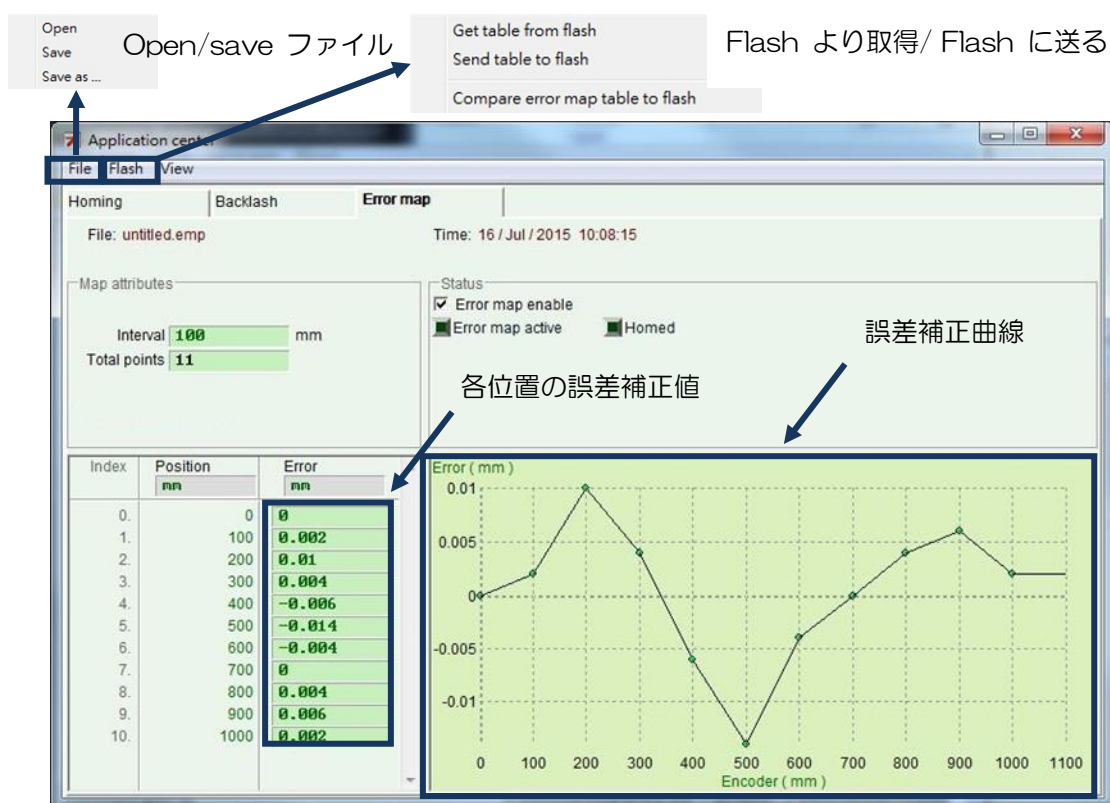 Open
Save
Save as ...
Open/save ファイル
Get table from flash
Send table to flash
Compare error map table to flash
Flash より取得/ Flash に送る
Application center
File Flash View
Homing Backlash Error map
File: untitled.emp Time: 16 / Jul / 2015 10:08:15
Map attributes
Interval 100 mm
Total points 11
Status
Error map enable
Error map active Homed
誤差補正曲線
各位置の誤差補正値
Index Position Error
mm mm
0. 0 0
1. 100 0.002
2. 200 0.01
3. 300 0.004
4. 400 -0.006
5. 500 -0.014
6. 600 -0.004
7. 700 0
8. 800 0.004
9. 900 0.006
10. 1000 0.002
Error ( mm )
0.01
0.005
0
-0.005
-0.01
0 100 200 300 400 500 600 700 800 900 1000 1100
Encoder ( mm )